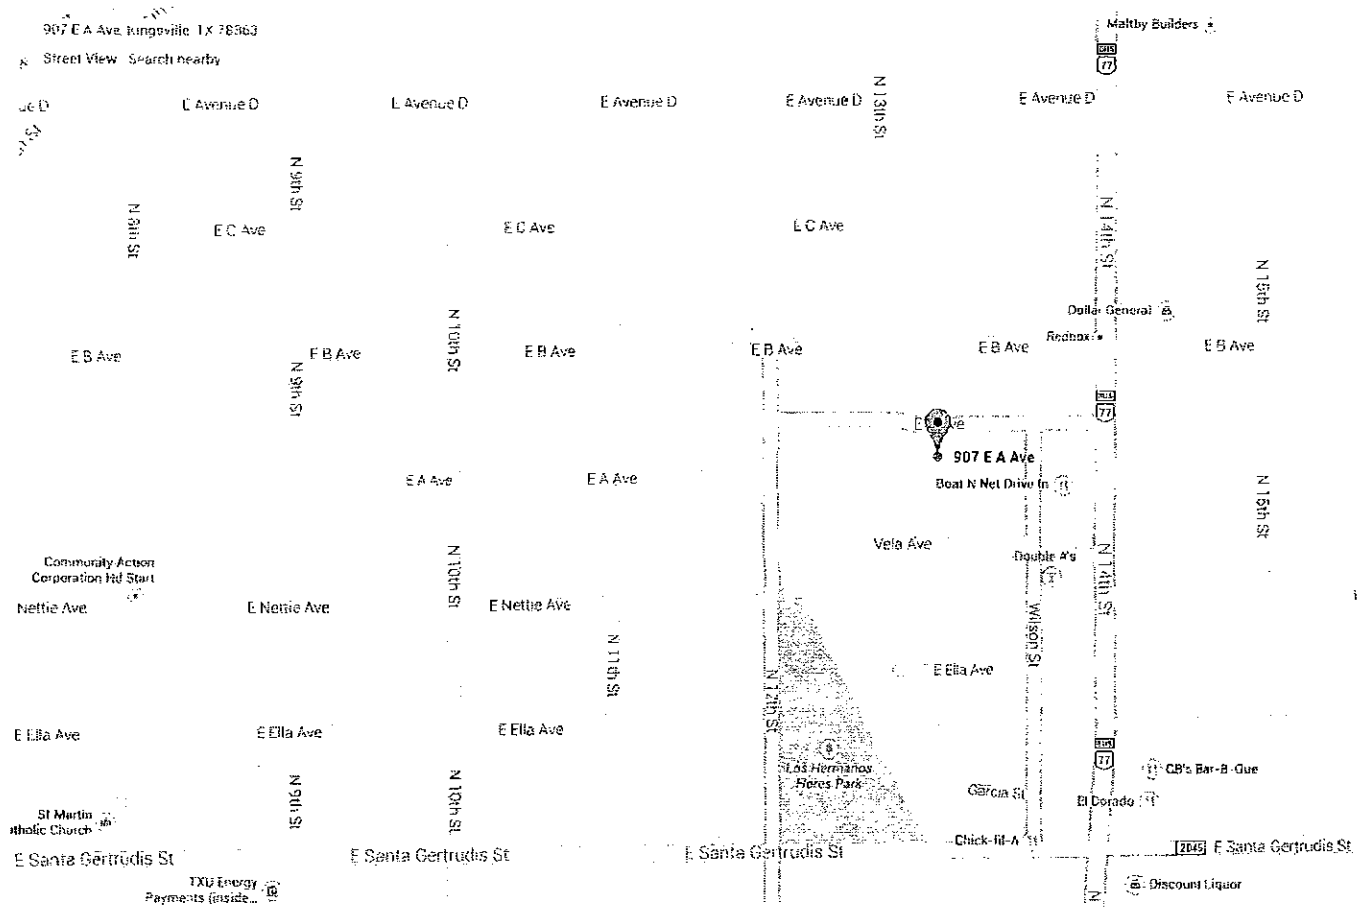 907 E A Ave, Kingsville, TX 78363
Street View Search nearby
Maltby Builders
77
ue D
E Avenue D
L Avenue D
E Avenue D
E Avenue D
E Avenue D
E Avenue D
N 13th St
N 9th St
N 8th St
E C Ave
E C Ave
L C Ave
N 14th St
N 15th St
Dollar General
Redbox
N 10th St
E B Ave
E B Ave
E B Ave
E B Ave
E B Ave
E B Ave
N 9th St
77
907 E A Ave
E A Ave
E A Ave
Boat N Net Drive In
N 15th St
Vela Ave
Double A's
N 14th St
Community Action
Corporation Hd Start
N 10th St
Nettie Ave
E Nettie Ave
E Nettie Ave
Wilson St
N 11th St
E Ella Ave
N 12th St
E Ella Ave
E Ella Ave
E Ella Ave
77
Los Hermanos
Flores Park
CB's Bar-B-Que
Garcia St
El Dorado
N 9th St
N 10th St
St Martin
atholic Church
Chick-fil-A
E Santa Gertrudis St
E Santa Gertrudis St
E Santa Gertrudis St
2045 E Santa Gertrudis St
TXU Energy
Payments (inside...
Discount Liquor
N